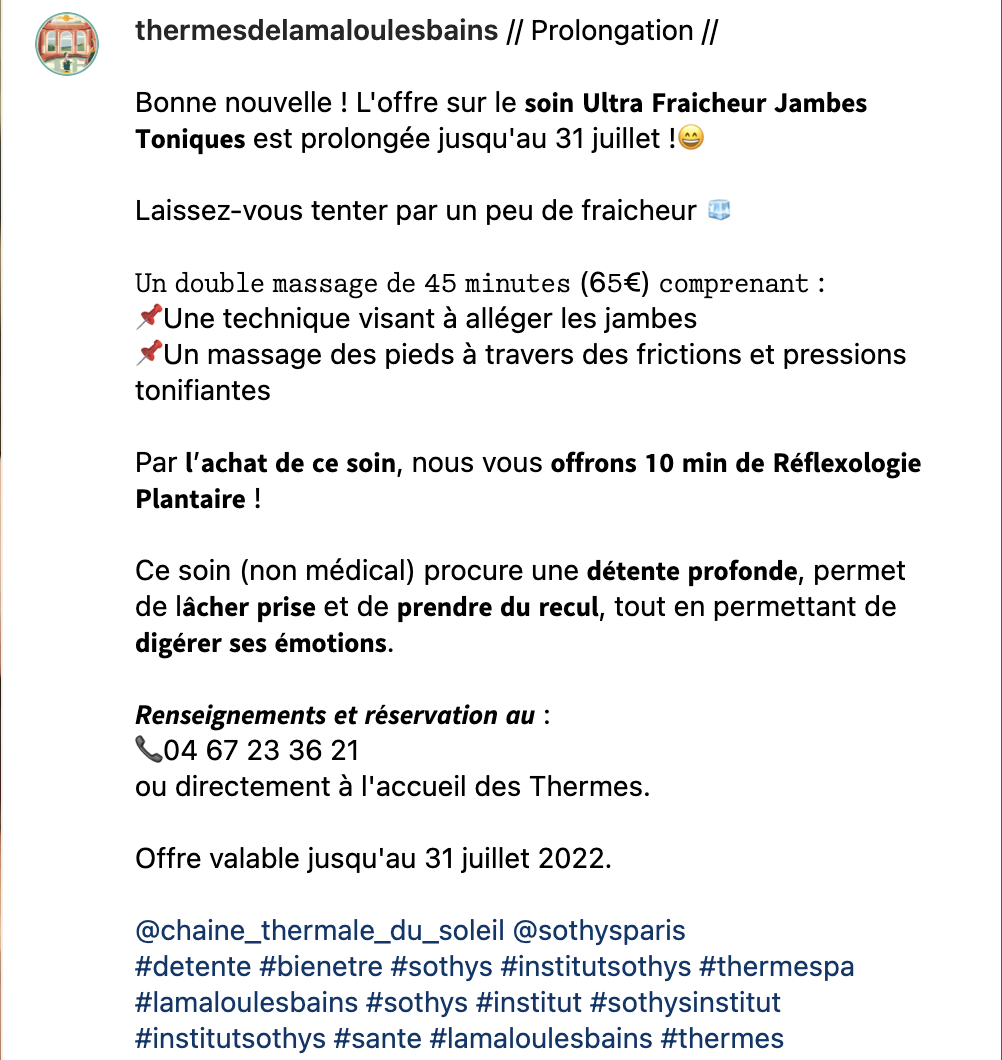 thermesdelamaloulesbains // Prolongation //
Bonne nouvelle ! L'offre sur le soin Ultra Fraicheur Jambes
Toniques est prolongée jusqu'au 31 juillet !😄
Laissez-vous tenter par un peu de fraicheur 🧊
Un double massage de 45 minutes (65€) comprenant :
📌Une technique visant à alléger les jambes
📌Un massage des pieds à travers des frictions et pressions
tonifiantes
Par l’achat de ce soin, nous vous offrons 10 min de Réflexologie
Plantaire !
Ce soin (non médical) procure une détente profonde, permet
de lâcher prise et de prendre du recul, tout en permettant de
digérer ses émotions.
Renseignements et réservation au :
📞04 67 23 36 21
ou directement à l'accueil des Thermes.
Offre valable jusqu'au 31 juillet 2022.
@chaine_thermale_du_soleil @sothysparis
#detente #bienetre #sothys #institutsothys #thermespa
#lamaloulesbains #sothys #institut #sothysinstitut
#institutsothys #sante #lamaloulesbains #thermes